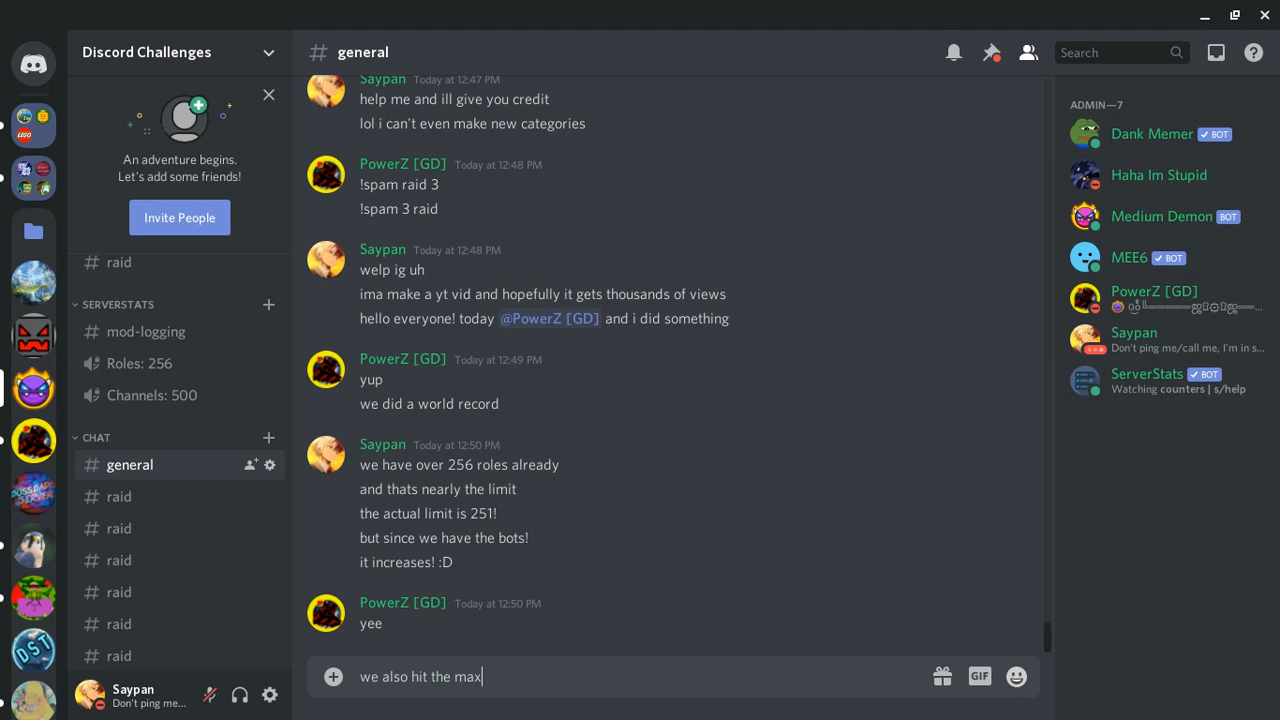 Discord Challenges
An adventure begins.
Let's add some friends!
Invite People
# raid
SERVERSTATS
# mod-logging
Roles: 256
Channels: 500
CHAT
# general
# raid
# raid
# raid
# raid
# raid
# raid
Saypan
Don't ping me...
# general
Search
Saypan Today at 12:47 PM
help me and ill give you credit
lol i can't even make new categories
PowerZ [GD] Today at 12:48 PM
!spam raid 3
!spam 3 raid
Saypan Today at 12:48 PM
welp ig uh
ima make a yt vid and hopefully it gets thousands of views
hello everyone! today @PowerZ [GD] and i did something
PowerZ [GD] Today at 12:49 PM
yup
we did a world record
Saypan Today at 12:50 PM
we have over 256 roles already
and thats nearly the limit
the actual limit is 251!
but since we have the bots!
it increases! :D
PowerZ [GD] Today at 12:50 PM
yee
we also hit the max
GIF
ADMIN—7
Dank Memer BOT
Haha Im Stupid
Medium Demon BOT
MEE6 BOT
PowerZ [GD]
Saypan
Don't ping me/call me, I'm in s...
ServerStats BOT
Watching counters | s/help
LEGO
DST